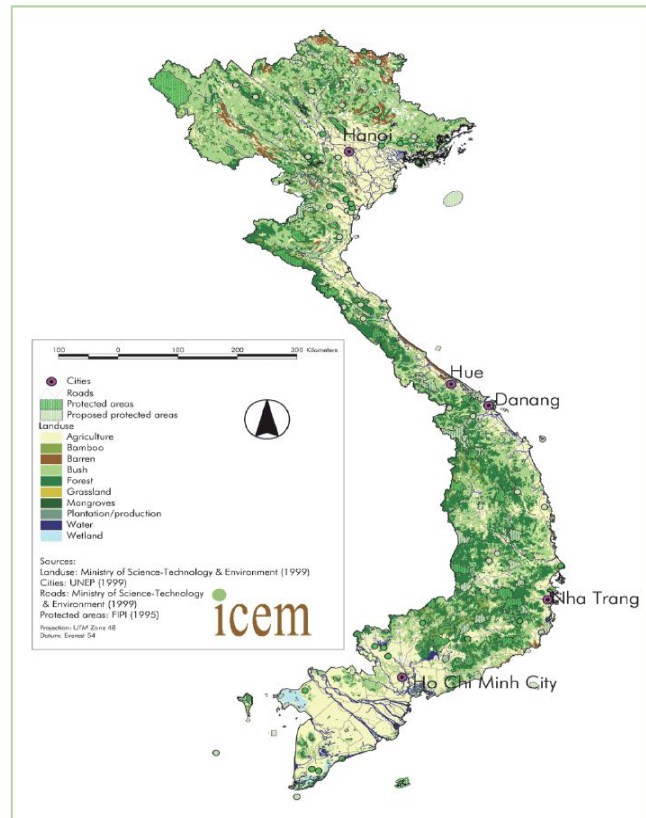 Hanoi
Hue
Danang
Nha Trang
Ho Chi Minh City
100 0 100 200 300 Kilometers
Cities
Roads
Protected areas
Proposed protected areas
Landuse
Agriculture
Bamboo
Barren
Bush
Forest
Grassland
Mangroves
Plantation/production
Water
Wetland
Sources:
Landuse: Ministry of Science-Technology & Environment (1999)
Cities: UNEP (1999)
Roads: Ministry of Science-Technology
& Environment (1999)
Protected areas: FIPI (1995)
Projection: UTM Zone 48
Datum: Everest 54
icem